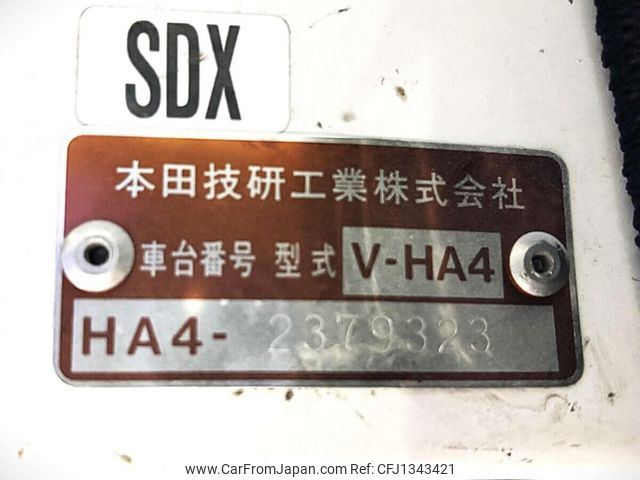 SDX
本田技研工業株式会社
車台番号 型式 V-HA4
HA4-2379323
www.CarFromJapan.com - CFJ1343421